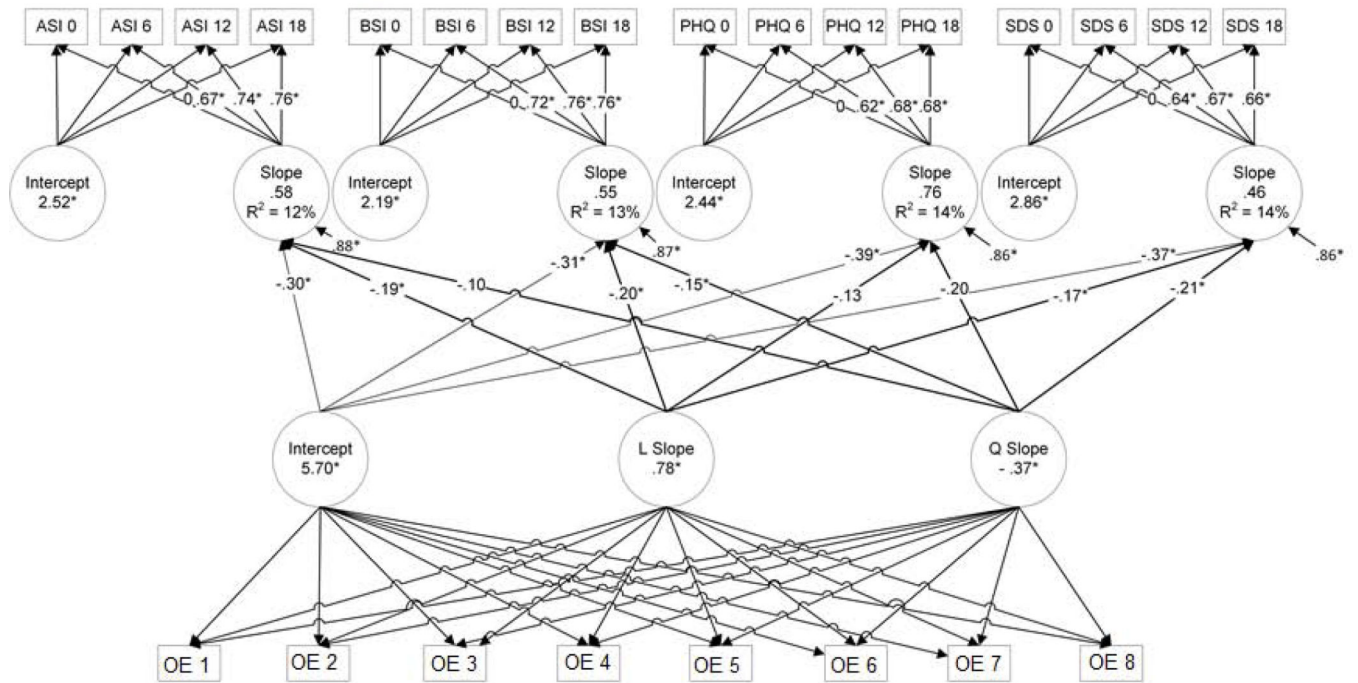 ASI 0 ASI 6 ASI 12 ASI 18 BSI 0 BSI 6 BSI 12 BSI 18 PHQ 0 PHQ 6 PHQ 12 PHQ 18 SDS 0 SDS 6 SDS 12 SDS 18
0 .67* .74* .76* 0 .72* .76* .76* 0 .62* .68* .68* 0 .64* .67* .66*
Intercept
2.52*
Slope
.58
R² = 12%
Intercept
2.19*
Slope
.55
R² = 13%
Intercept
2.44*
Slope
.76
R² = 14%
Intercept
2.86*
Slope
.46
R² = 14%
.88* .87* .86* .86*
-.31* -.39* -.37*
-.30* -.19* -.10 -.20* -.15* -.13 -.20 -.17* -.21*
Intercept
5.70*
L Slope
.78*
Q Slope
- .37*
OE 1 OE 2 OE 3 OE 4 OE 5 OE 6 OE 7 OE 8